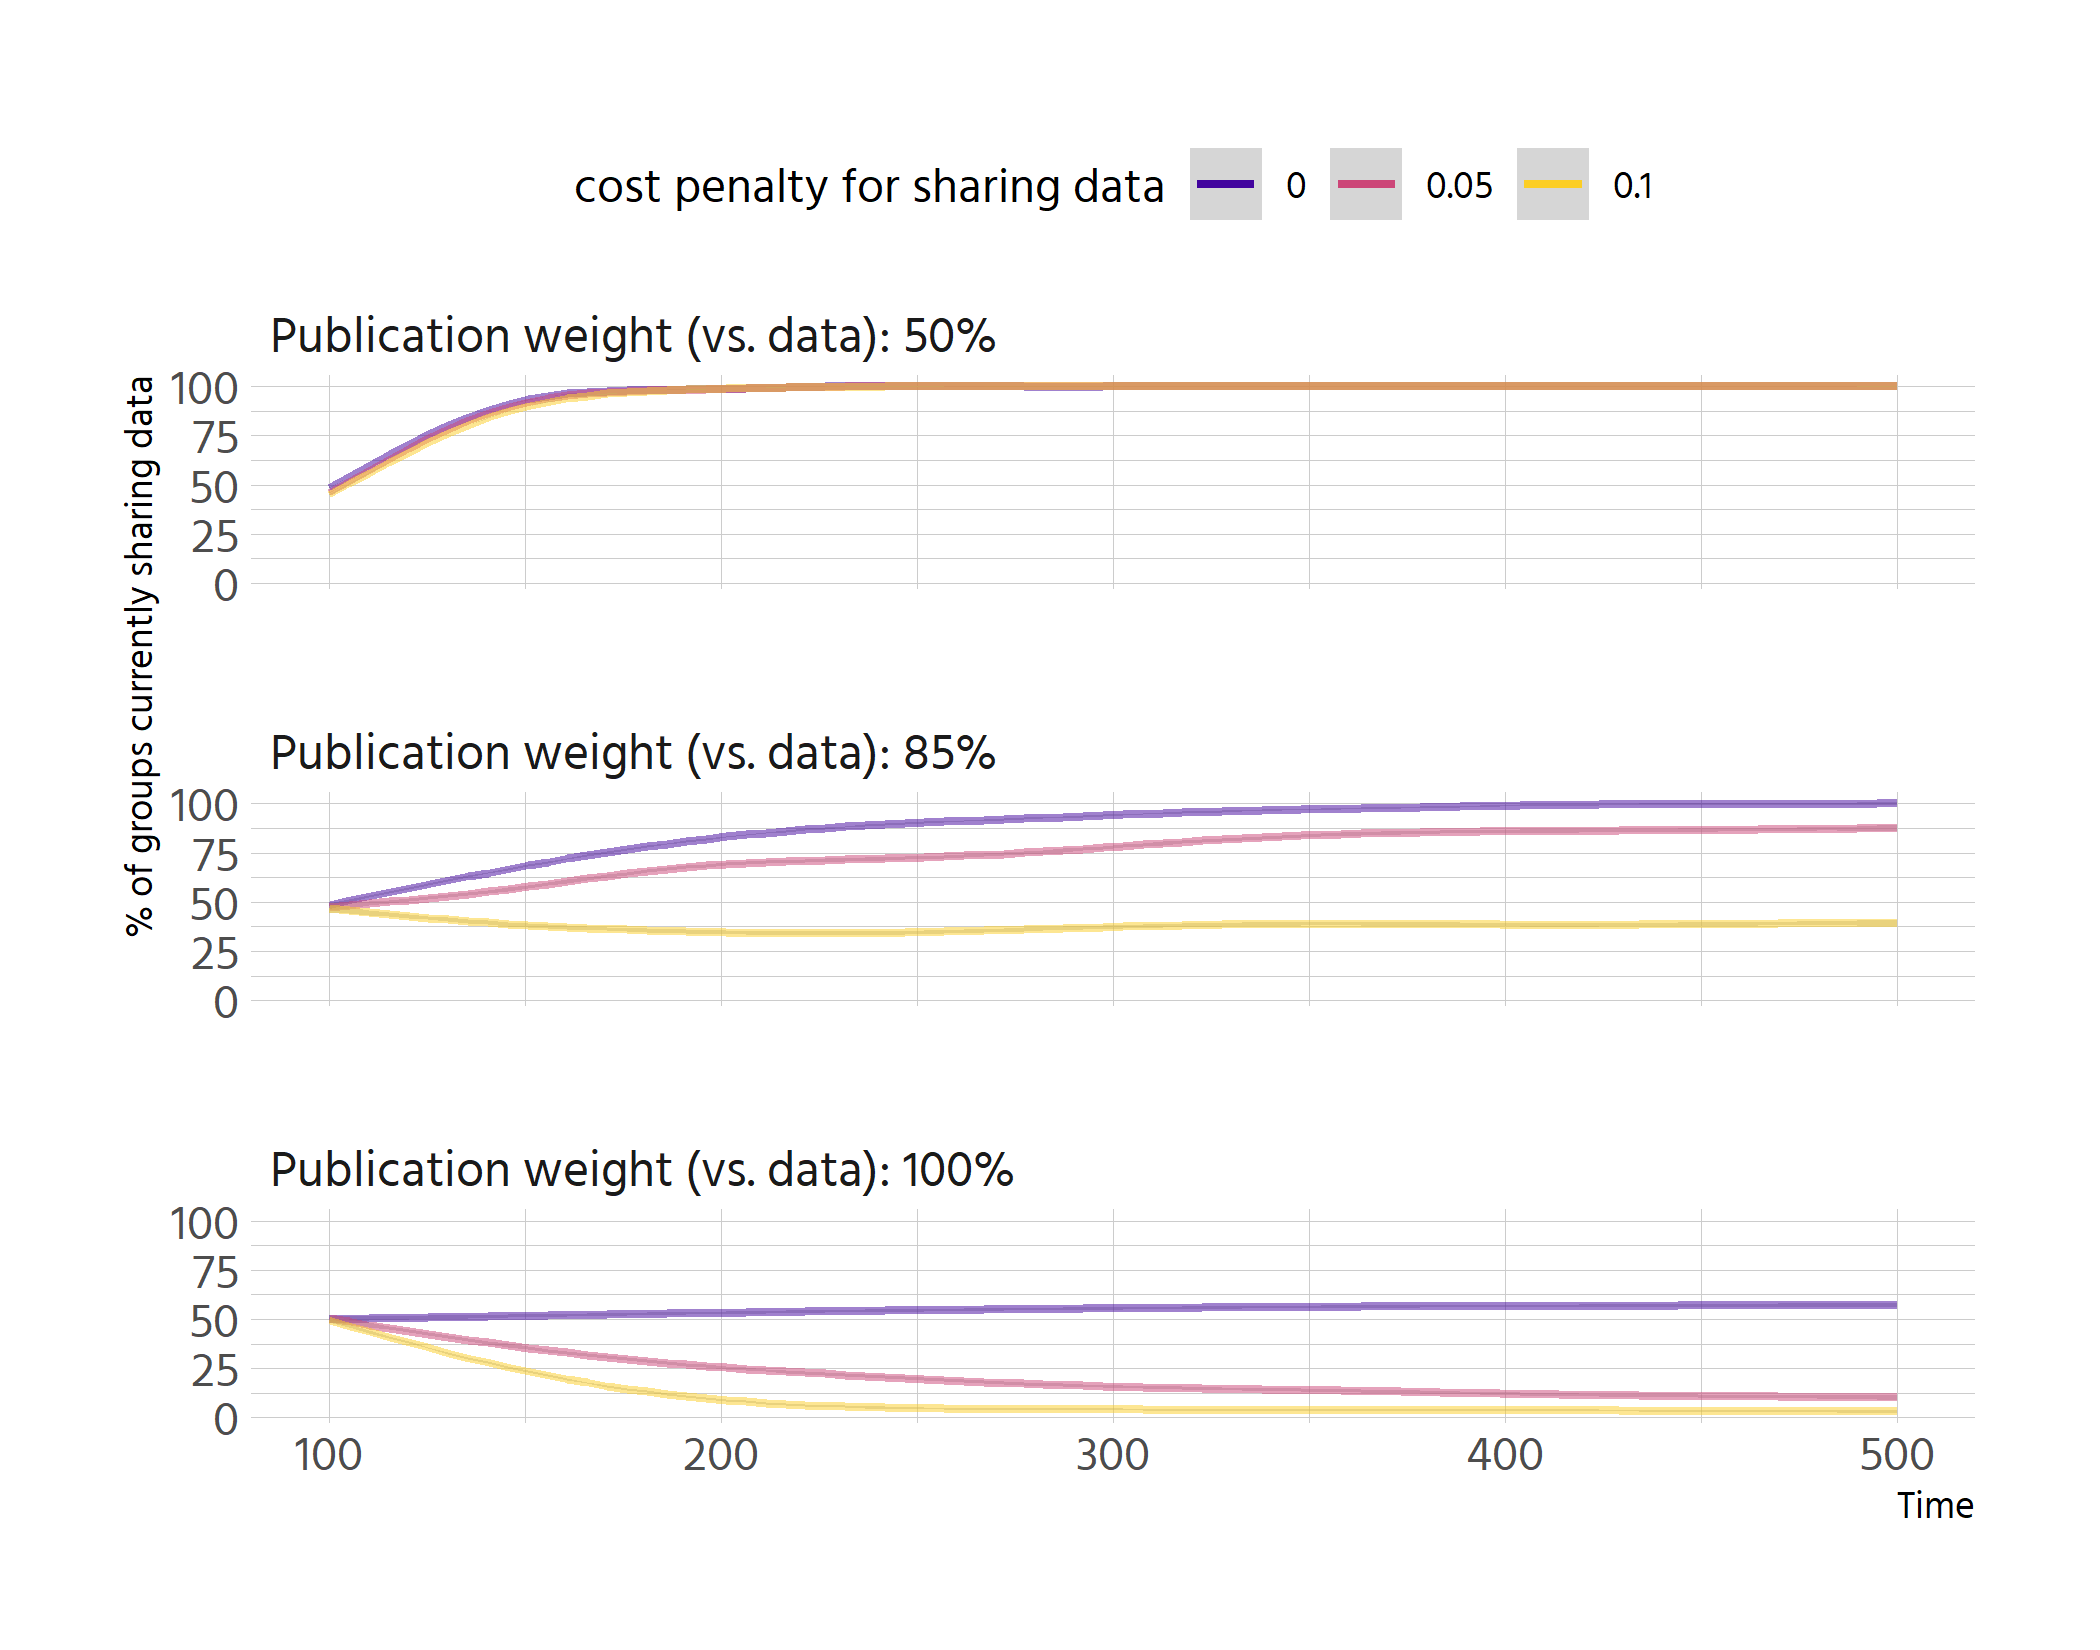 cost penalty for sharing data 0 0.05 0.1
Publication weight (vs. data): 50%
100
75
50
25
0
% of groups currently sharing data
Publication weight (vs. data): 85%
100
75
50
25
0
Publication weight (vs. data): 100%
100
75
50
25
0
100 200 300 400 500
Time